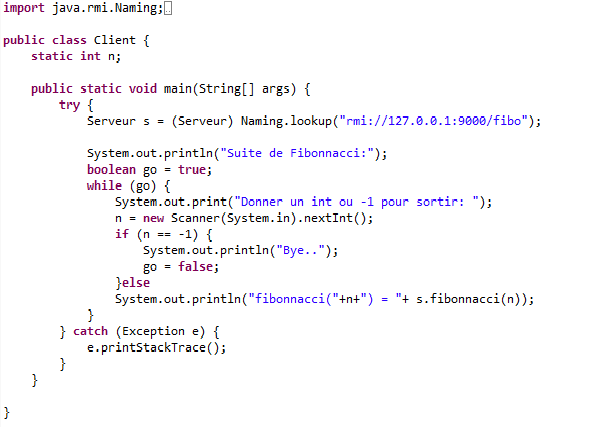 import java.rmi.Naming;

public class Client {
    static int n;

    public static void main(String[] args) {
        try {
            Serveur s = (Serveur) Naming.lookup("rmi://127.0.0.1:9000/fibo");

            System.out.println("Suite de Fibonnacci:");
            boolean go = true;
            while (go) {
                System.out.print("Donner un int ou -1 pour sortir: ");
                n = new Scanner(System.in).nextInt();
                if (n == -1) {
                    System.out.println("Bye..");
                    go = false;
                }else
                System.out.println("fibonnacci("+n+") = "+ s.fibonnacci(n));
            }
        } catch (Exception e) {
            e.printStackTrace();
        }
    }

}